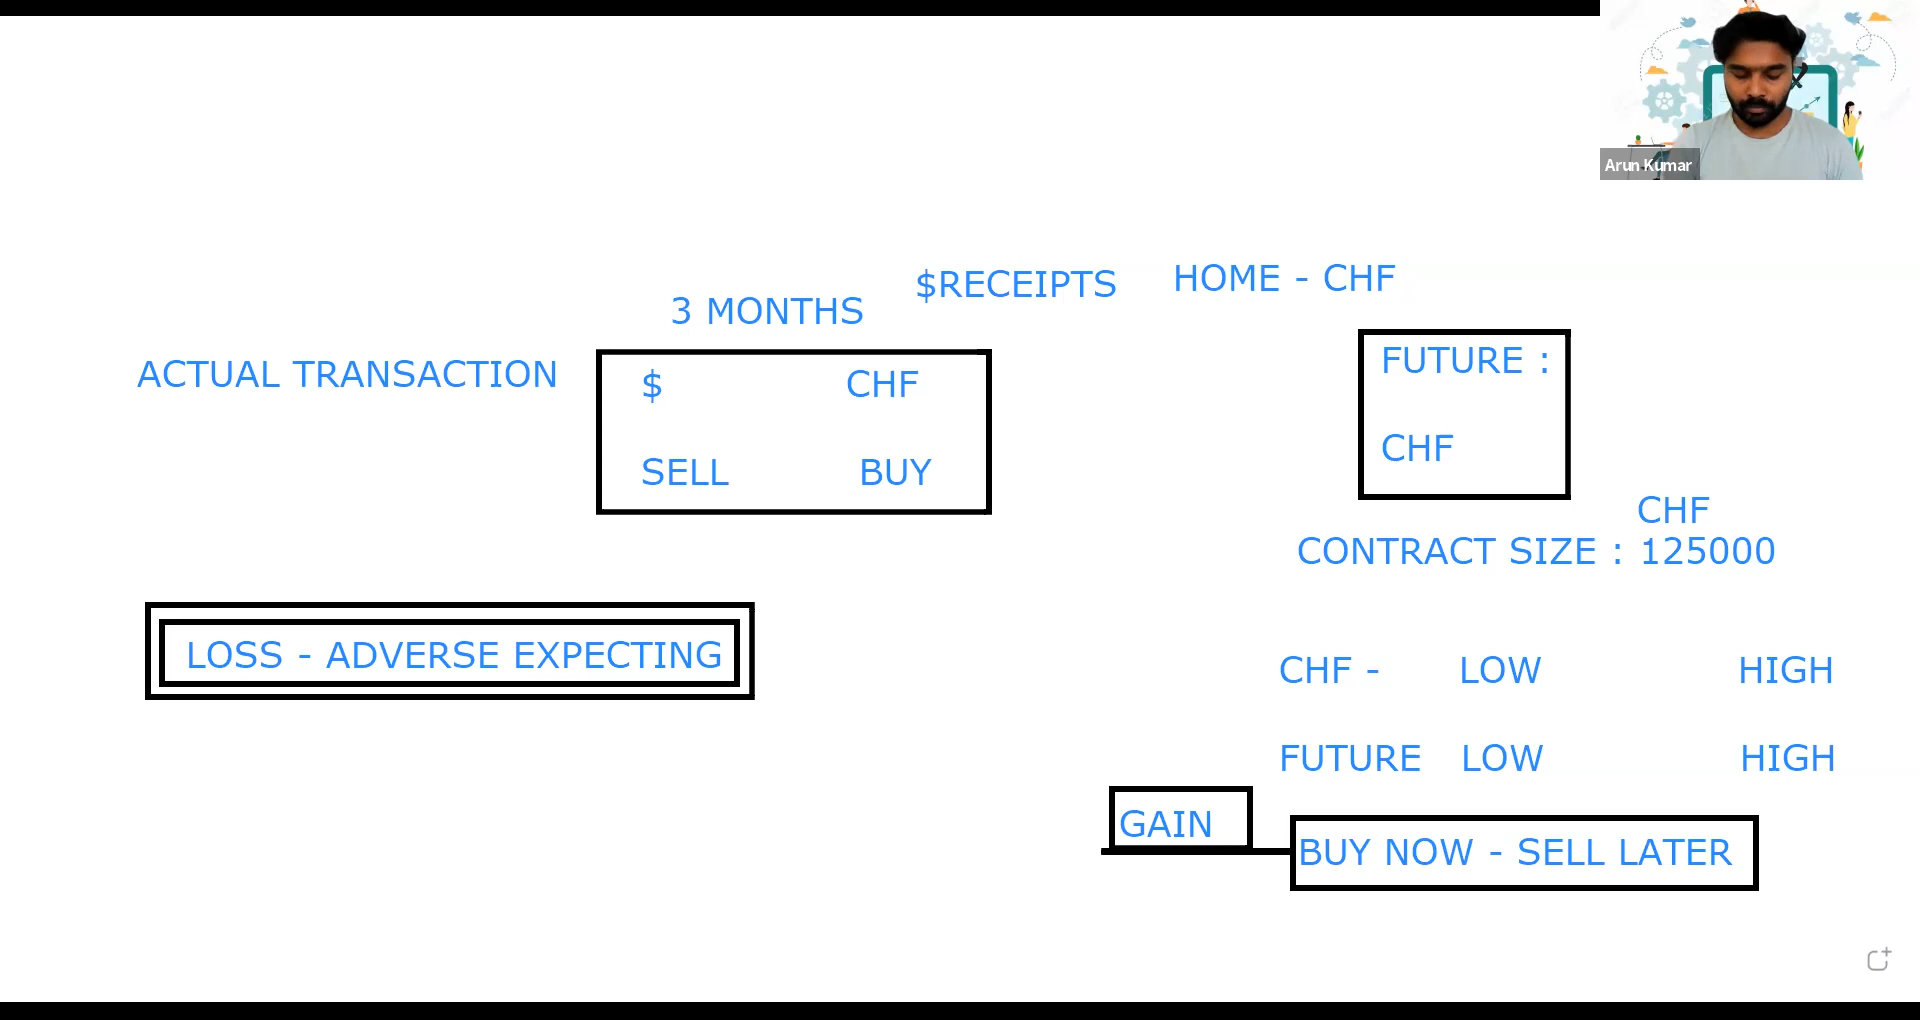 Arun Kumar
$RECEIPTS HOME - CHF
3 MONTHS
ACTUAL TRANSACTION
$ CHF
SELL BUY
FUTURE :
CHF
CHF
CONTRACT SIZE : 125000
LOSS - ADVERSE EXPECTING
CHF - LOW HIGH
FUTURE LOW HIGH
GAIN
BUY NOW - SELL LATER